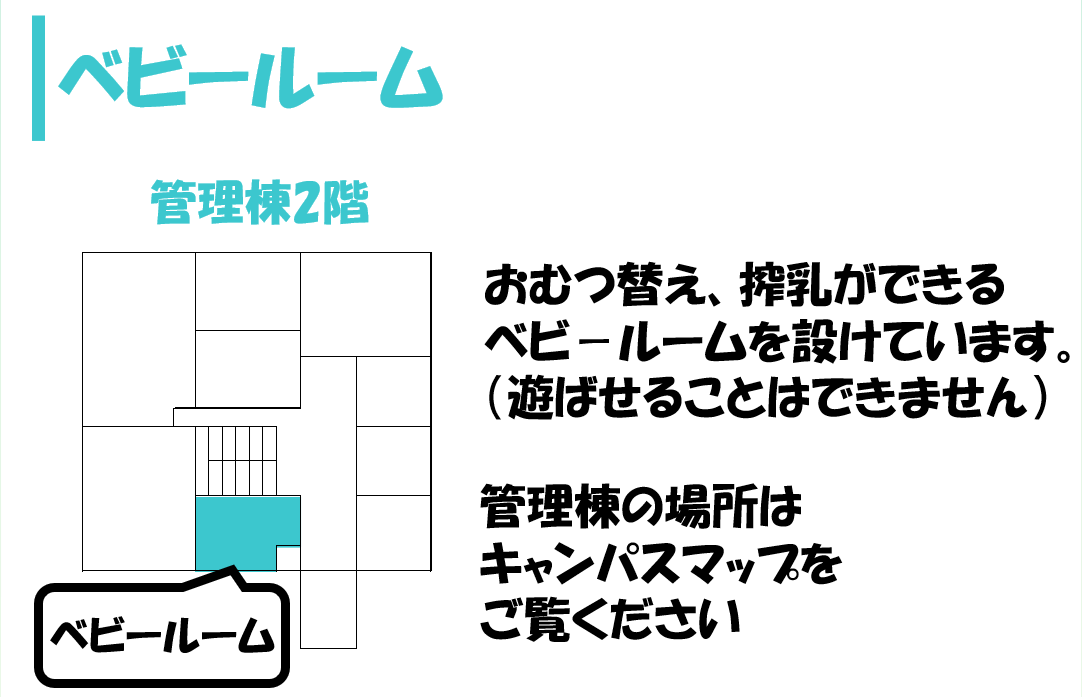 ベビールーム
管理棟2階
おむつ替え、搾乳ができる
ベビールームを設けています。
（遊ばせることはできません）
管理棟の場所は
キャンパスマップを
ご覧ください
ベビールーム